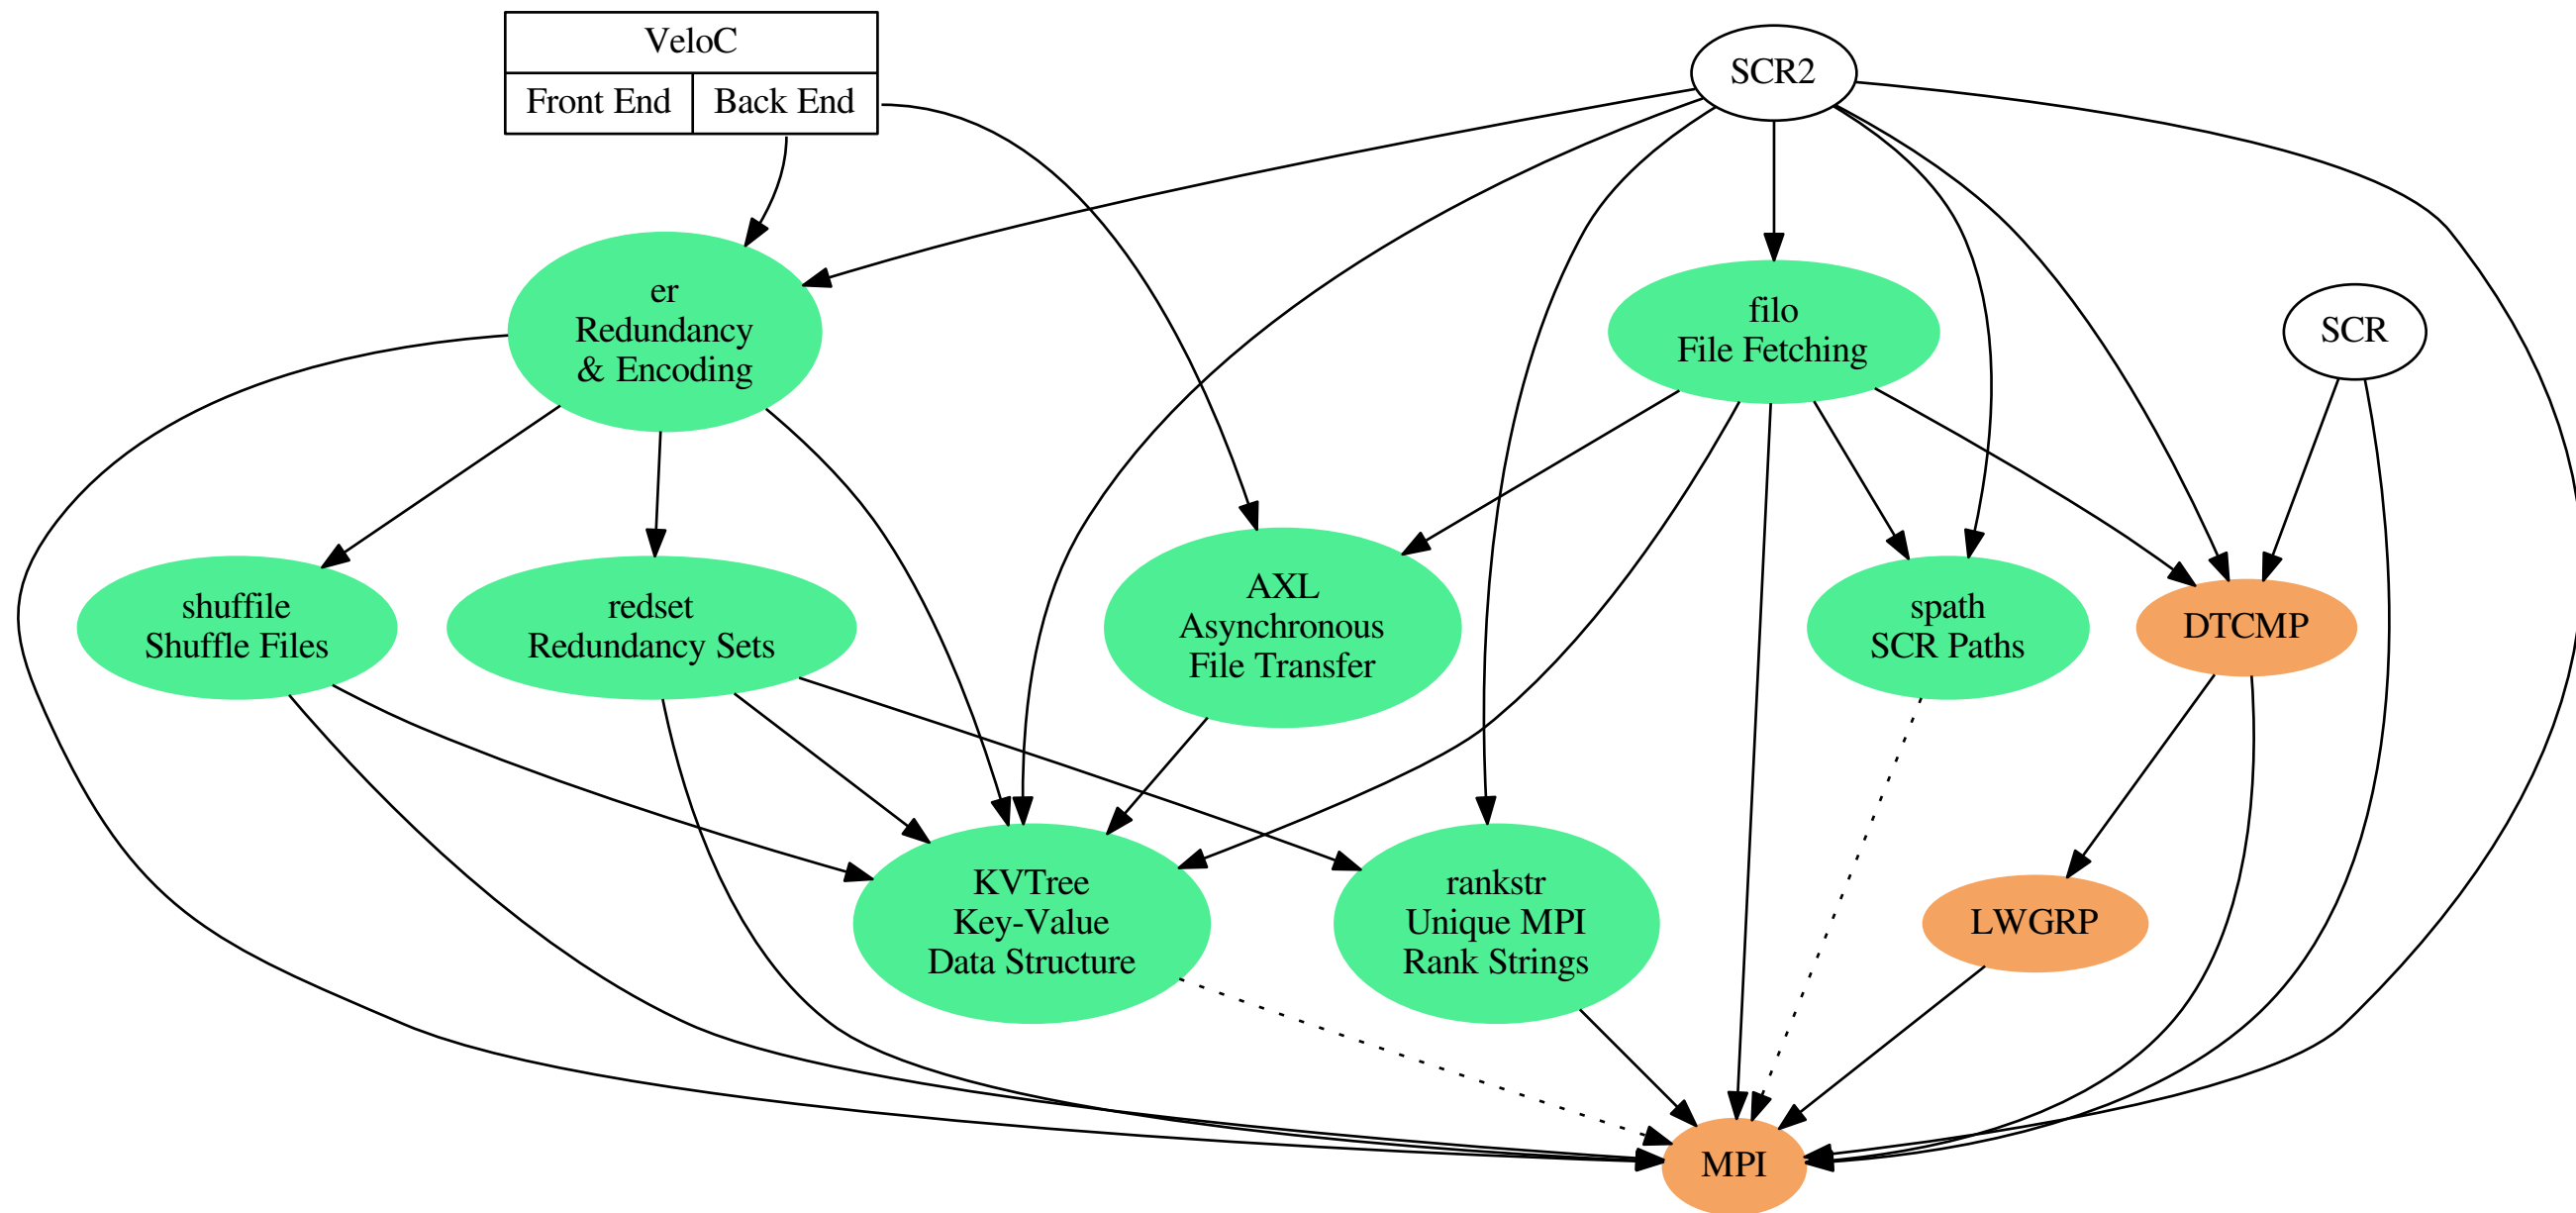 VeloC
Front End
Back End
SCR2
er
Redundancy
& Encoding
filo
File Fetching
SCR
shuffile
Shuffle Files
redset
Redundancy Sets
AXL
Asynchronous
File Transfer
spath
SCR Paths
DTCMP
KVTree
Key-Value
Data Structure
rankstr
Unique MPI
Rank Strings
LWGRP
MPI